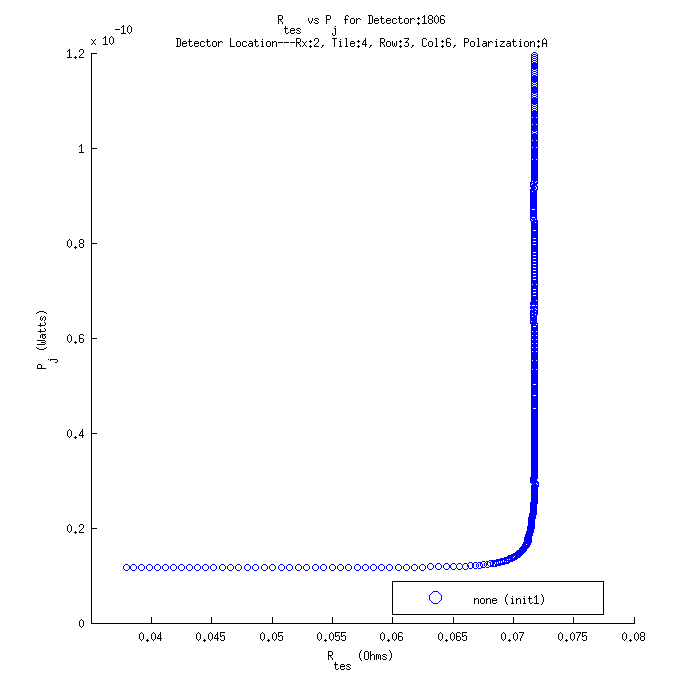 R_tes vs P_j for Detector:1806
Detector Location---Rx:2, Tile:4, Row:3, Col:6, Polarization:A
x 10^-10
1.2
1
0.8
0.6
0.4
0.2
0
P_j (Watts)
0.04 0.045 0.05 0.055 0.06 0.065 0.07 0.075 0.08
R_tes (Ohms)
none (init1)